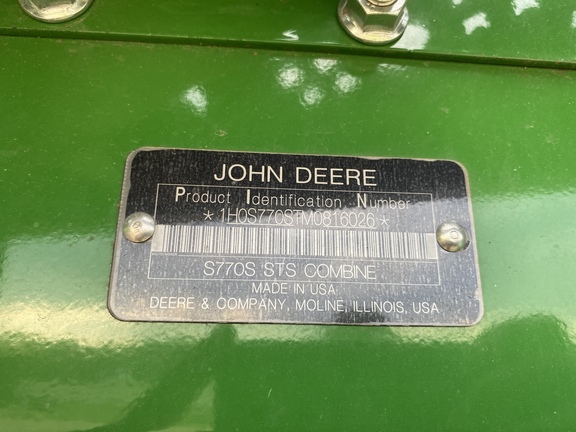 JOHN DEERE
Product Identification Number
*1H0S770STM0816026*
S770S STS COMBINE
MADE IN USA
DEERE & COMPANY, MOLINE, ILLINOIS, USA